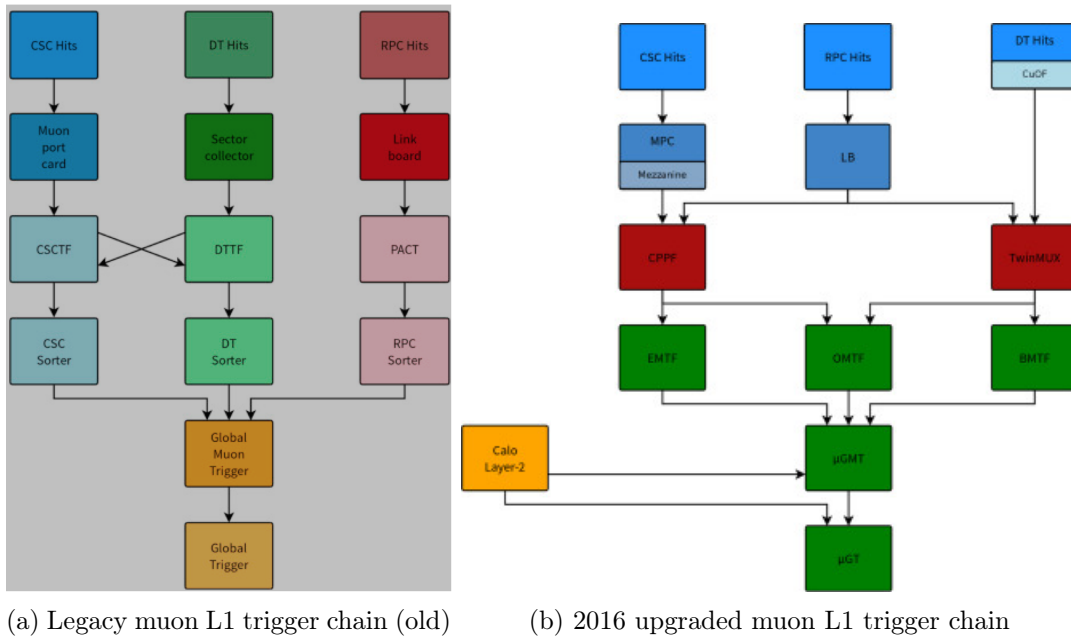 CSC Hits
DT Hits
RPC Hits
Muon
port
card
Sector
collector
Link
board
CSCTF
DTTF
PACT
CSC
Sorter
DT
Sorter
RPC
Sorter
Global
Muon
Trigger
Global
Trigger
(a) Legacy muon L1 trigger chain (old)
CSC Hits
RPC Hits
DT Hits
CuOF
MPC
Mezzanine
LB
CPPF
TwinMUX
EMTF
OMTF
BMTF
Calo
Layer-2
µGMT
µGT
(b) 2016 upgraded muon L1 trigger chain